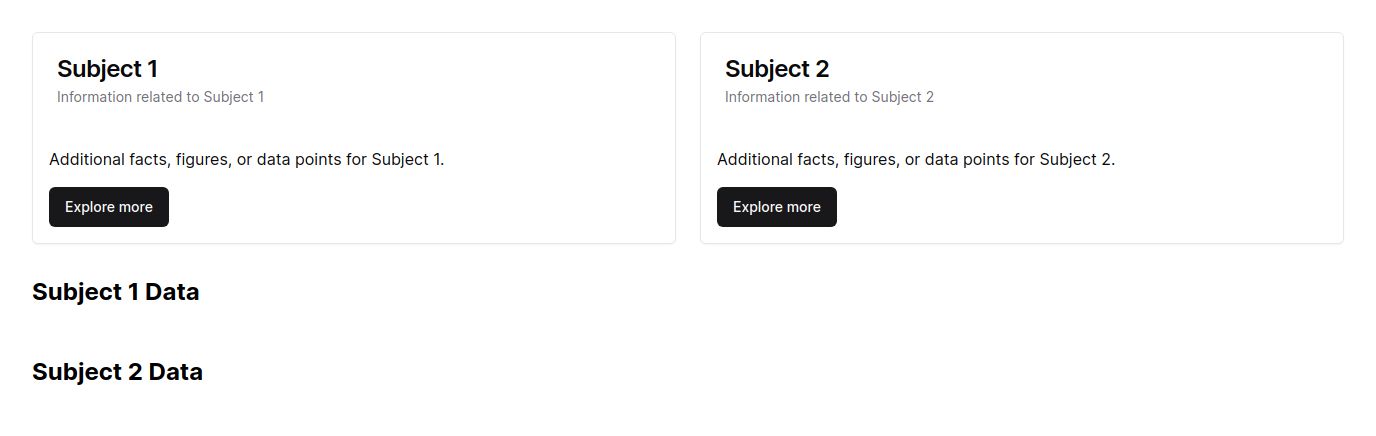 Subject 1
Information related to Subject 1
Additional facts, figures, or data points for Subject 1.
Explore more
Subject 2
Information related to Subject 2
Additional facts, figures, or data points for Subject 2.
Explore more
Subject 1 Data
Subject 2 Data